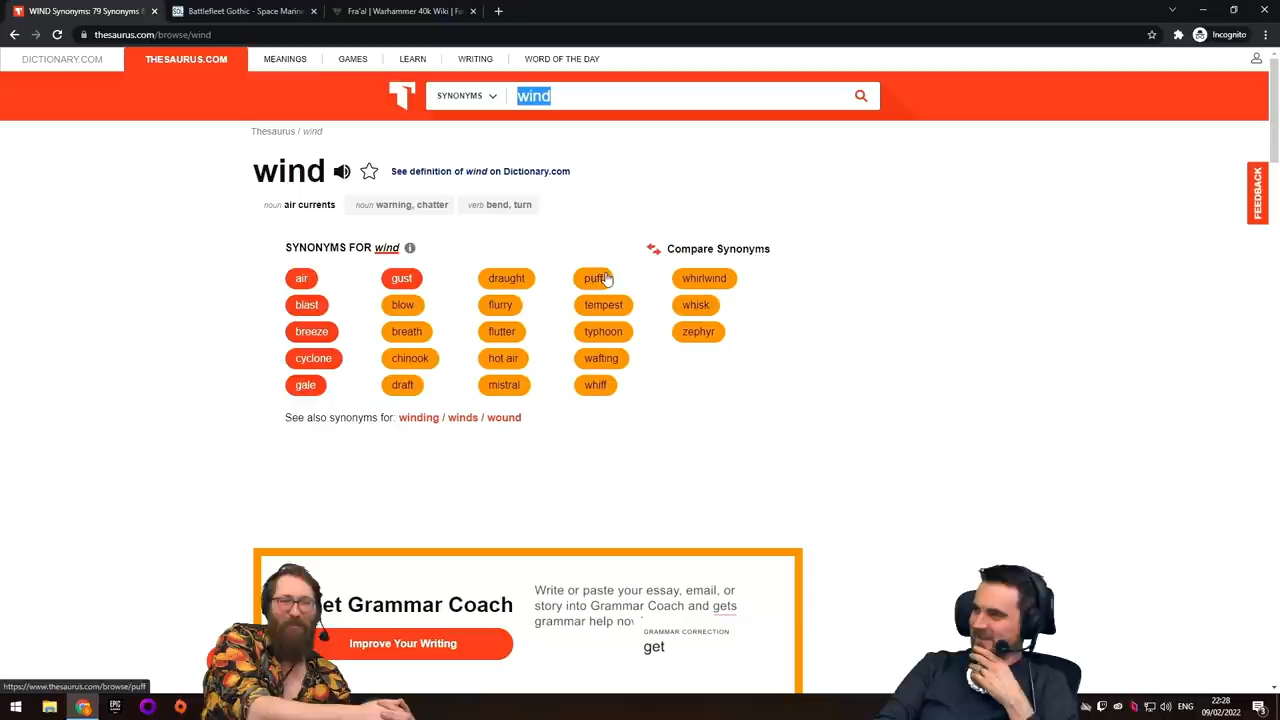 WIND Synonyms: 79 Synonyms &
Battlefleet Gothic - Space Marin
Fra'al | Warhammer 40k Wiki | Fa
thesaurus.com/browse/wind
Incognito
DICTIONARY.COM
THESAURUS.COM
MEANINGS
GAMES
LEARN
WRITING
WORD OF THE DAY
SYNONYMS
wind
Thesaurus / wind
wind
See definition of wind on Dictionary.com
noun air currents
noun warning, chatter
verb bend, turn
FEEDBACK
SYNONYMS FOR wind
Compare Synonyms
air gust draught puff whirlwind
blast blow flurry tempest whisk
breeze breath flutter typhoon zephyr
cyclone chinook hot air wafting
gale draft mistral whiff
See also synonyms for: winding / winds / wound
et Grammar Coach
Improve Your Writing
Write or paste your essay, email, or
story into Grammar Coach and gets
grammar help now
GRAMMAR CORRECTION
get
https://www.thesaurus.com/browse/puff
EPIC
22:28
09/02/2022